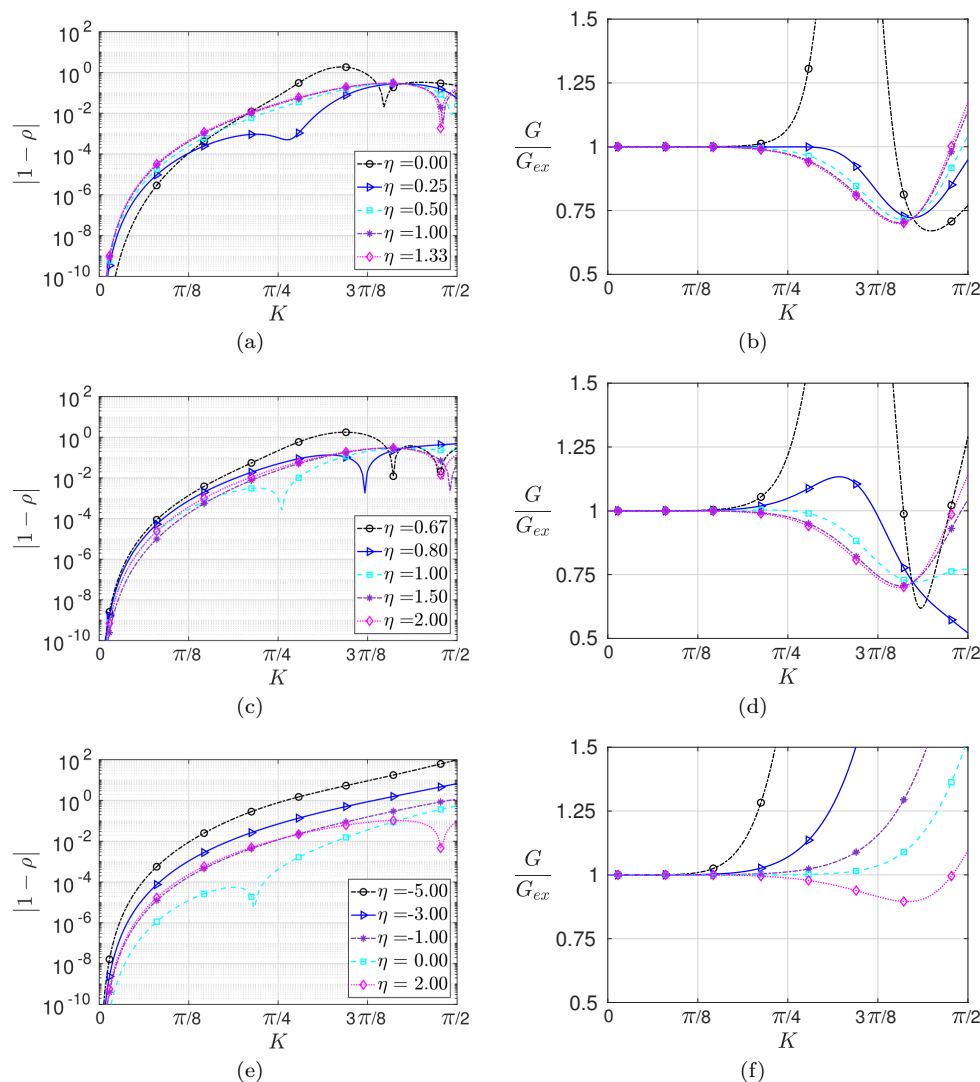 10^2
10^0
10^-2
10^-4
10^-6
10^-8
10^-10
|1 − ρ|
η =0.00
η =0.25
η =0.50
η =1.00
η =1.33
0 π/8 π/4 3π/8 π/2
K
(a)
1.5
1.25
1
0.75
0.5
G/G_ex
0 π/8 π/4 3π/8 π/2
K
(b)
10^2
10^0
10^-2
10^-4
10^-6
10^-8
10^-10
|1 − ρ|
η =0.67
η =0.80
η =1.00
η =1.50
η =2.00
0 π/8 π/4 3π/8 π/2
K
(c)
1.5
1.25
1
0.75
0.5
G/G_ex
0 π/8 π/4 3π/8 π/2
K
(d)
10^2
10^0
10^-2
10^-4
10^-6
10^-8
10^-10
|1 − ρ|
η =-5.00
η =-3.00
η =-1.00
η = 0.00
η = 2.00
0 π/8 π/4 3π/8 π/2
K
(e)
1.5
1.25
1
0.75
0.5
G/G_ex
0 π/8 π/4 3π/8 π/2
K
(f)